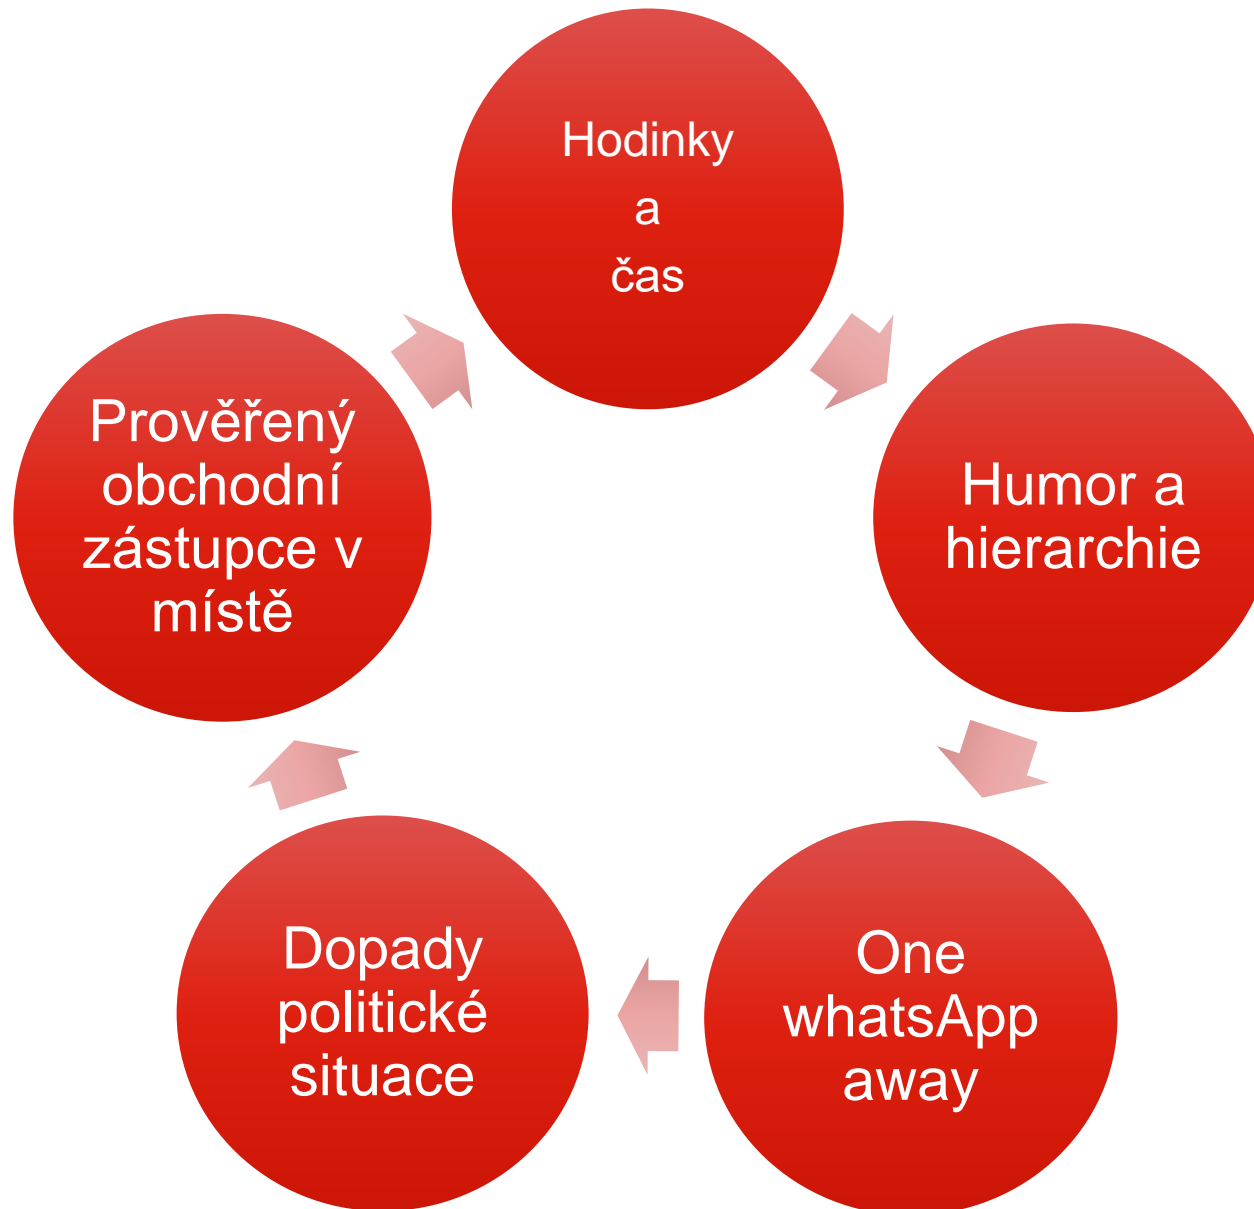 Hodinky
a
čas
Humor a
hierarchie
One
whatsApp
away
Dopady
politické
situace
Prověřený
obchodní
zástupce v
místě